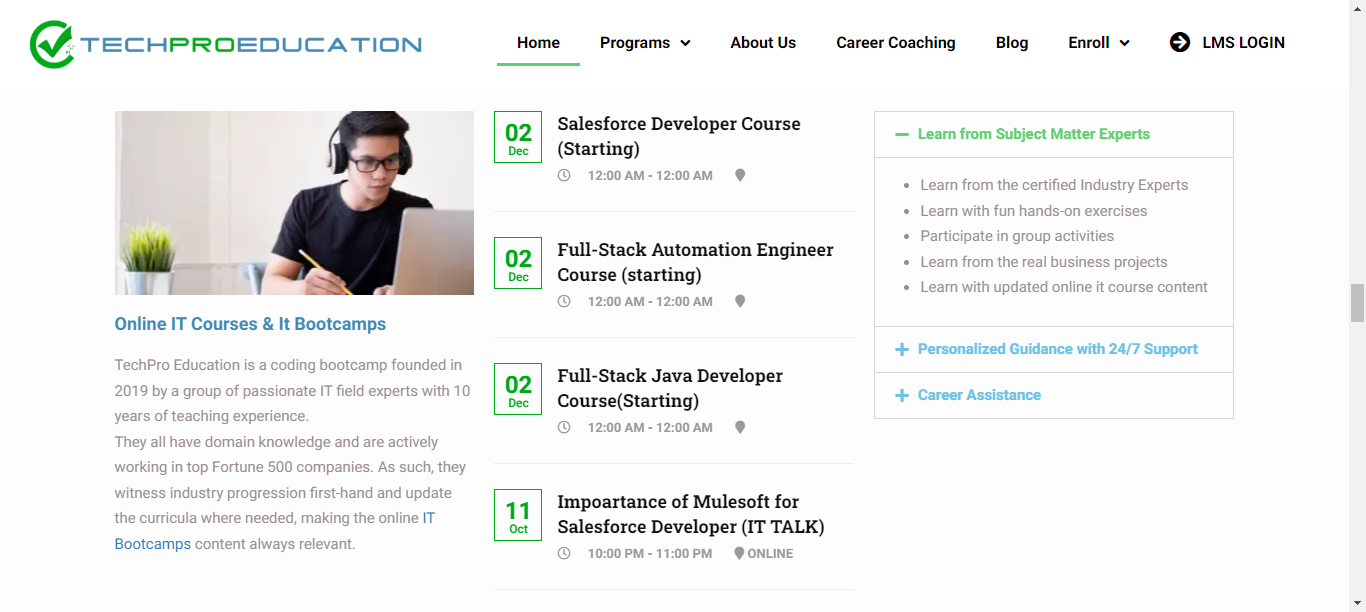 TECHPROEDUCATION
Home
Programs
About Us
Career Coaching
Blog
Enroll
LMS LOGIN
Online IT Courses & It Bootcamps
TechPro Education is a coding bootcamp founded in
2019 by a group of passionate IT field experts with 10
years of teaching experience.
They all have domain knowledge and are actively
working in top Fortune 500 companies. As such, they
witness industry progression first-hand and update
the curricula where needed, making the online IT
Bootcamps content always relevant.
02
Dec
Salesforce Developer Course
(Starting)
12:00 AM - 12:00 AM
02
Dec
Full-Stack Automation Engineer
Course (starting)
12:00 AM - 12:00 AM
02
Dec
Full-Stack Java Developer
Course(Starting)
12:00 AM - 12:00 AM
11
Oct
Impoartance of Mulesoft for
Salesforce Developer (IT TALK)
10:00 PM - 11:00 PM ONLINE
Learn from Subject Matter Experts
Learn from the certified Industry Experts
Learn with fun hands-on exercises
Participate in group activities
Learn from the real business projects
Learn with updated online it course content
Personalized Guidance with 24/7 Support
Career Assistance